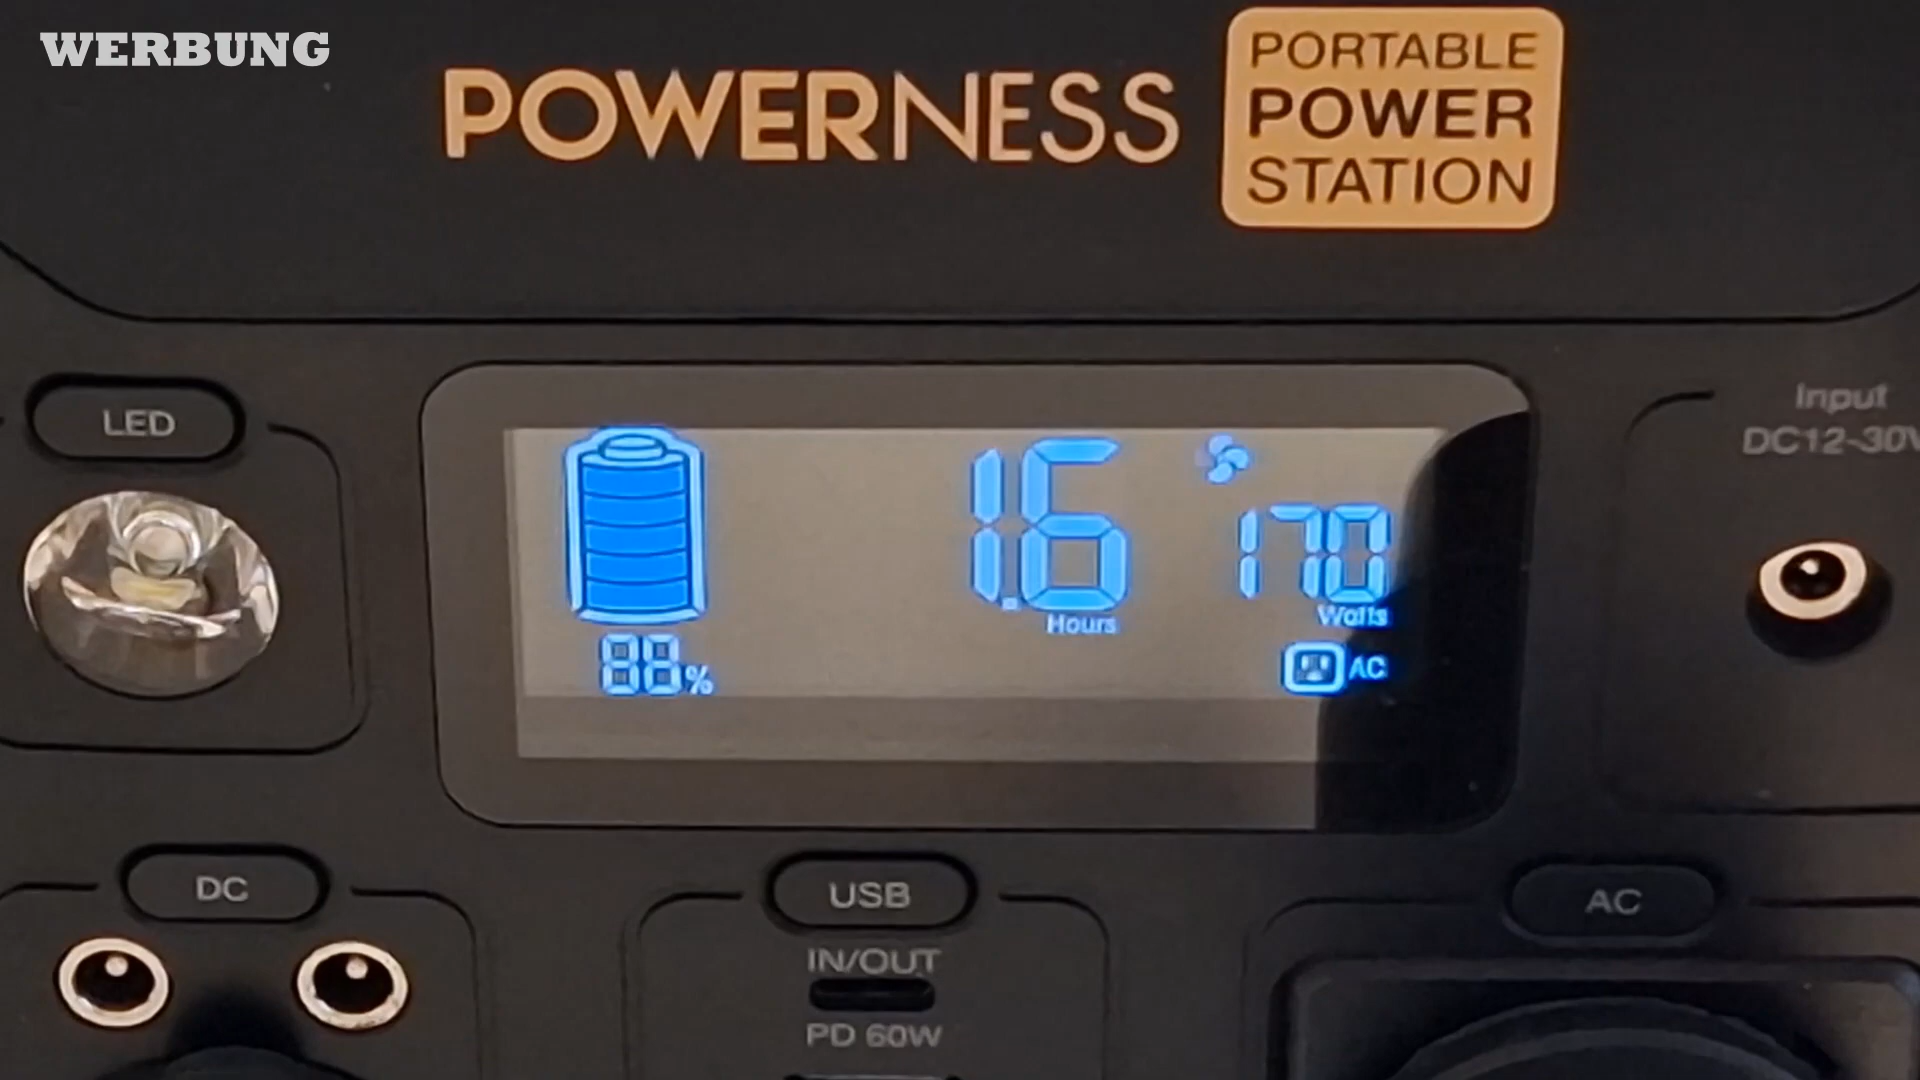 WERBUNG
POWERNESS
PORTABLE
POWER
STATION
LED
Input
DC12-30V
1.6
Hours
170
Watts
88%
AC
DC
USB
AC
IN/OUT
PD 60W